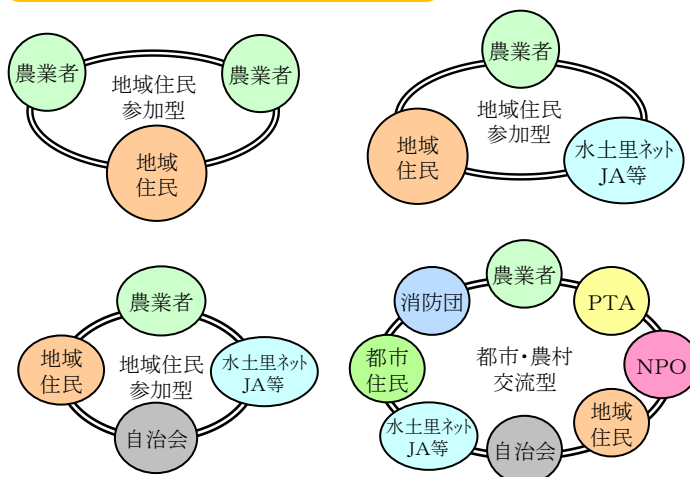 農業者
農業者
地域住民
参加型
地域
住民
農業者
地域住民
参加型
地域
住民
水土里ネット
JA等
農業者
地域
住民
地域住民
参加型
水土里ネット
JA等
自治会
農業者
消防団
PTA
都市
住民
都市・農村
交流型
NPO
水土里ネット
JA等
自治会
地域
住民